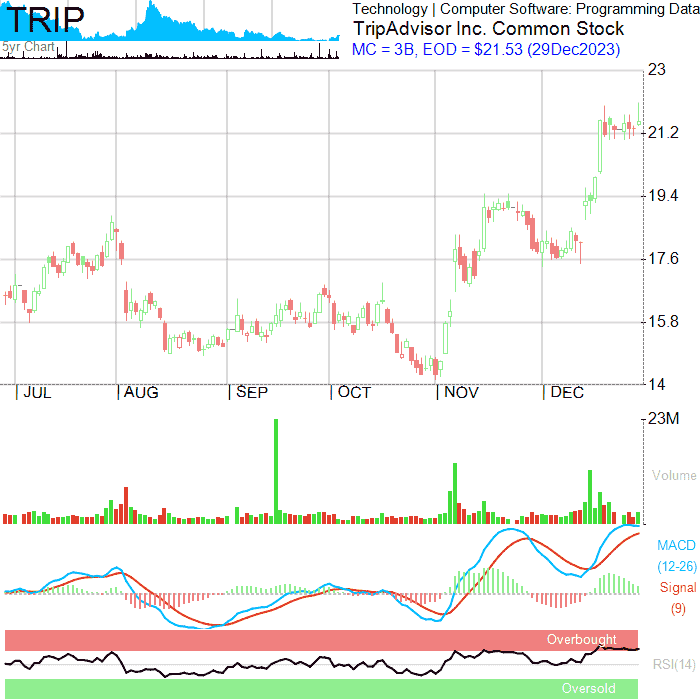 TRIP
5yr Chart
Technology | Computer Software: Programming Data
TripAdvisor Inc. Common Stock
MC = 3B, EOD = $21.53 (29Dec2023)
23
21.2
19.4
17.6
15.8
14
JUL AUG SEP OCT NOV DEC
23M
Volume
MACD
(12-26)
Signal
(9)
Overbought
RSI(14)
Oversold